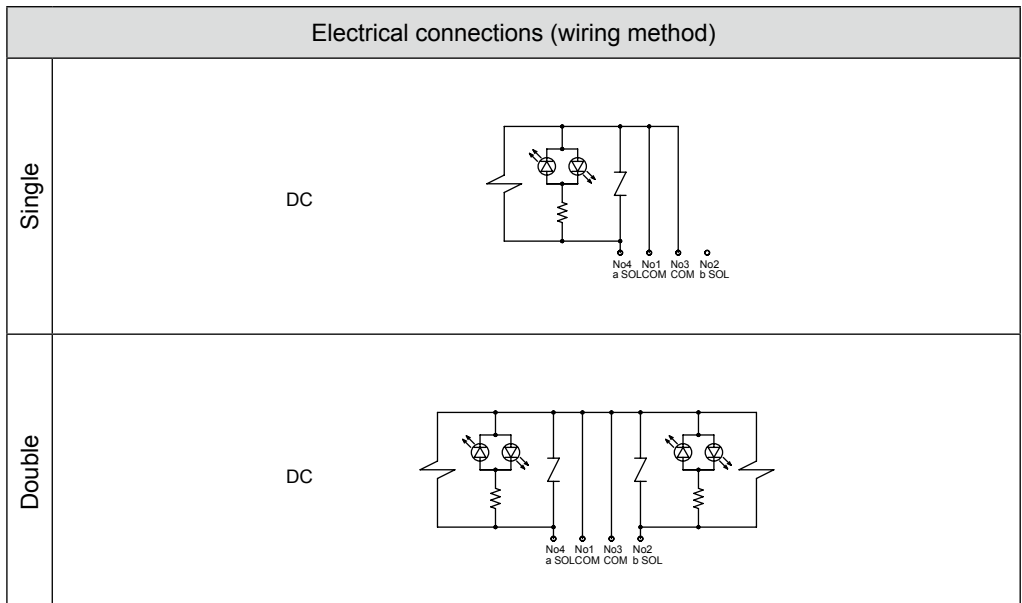 Electrical connections (wiring method)
Single
DC
No4 No1 No3 No2
a SOLCOM COM b SOL
Double
DC
No4 No1 No3 No2
a SOLCOM COM b SOL